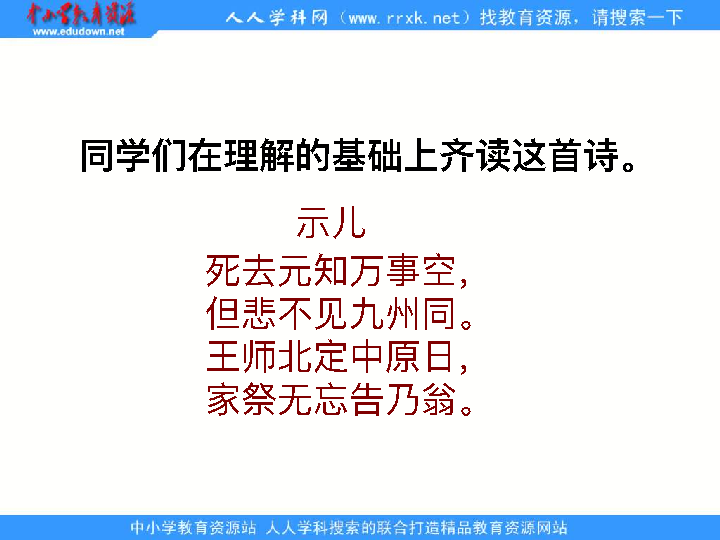 中小学教育资源
www.edudown.net
人人学科网（www.rrxk.net）找教育资源，请搜索一下
同学们在理解的基础上齐读这首诗。
示儿
死去元知万事空，
但悲不见九州同。
王师北定中原日，
家祭无忘告乃翁。
中小学教育资源站 人人学科搜索的联合打造精品教育资源网站